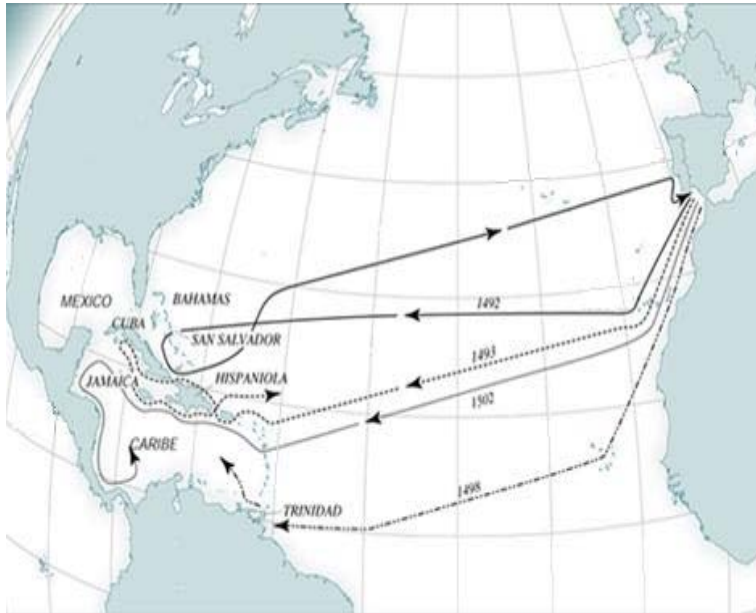 1492
MEXICO
BAHAMAS
CUBA
SAN SALVADOR
1493
JAMAICA
HISPANIOLA
1502
CARIBE
1498
TRINIDAD